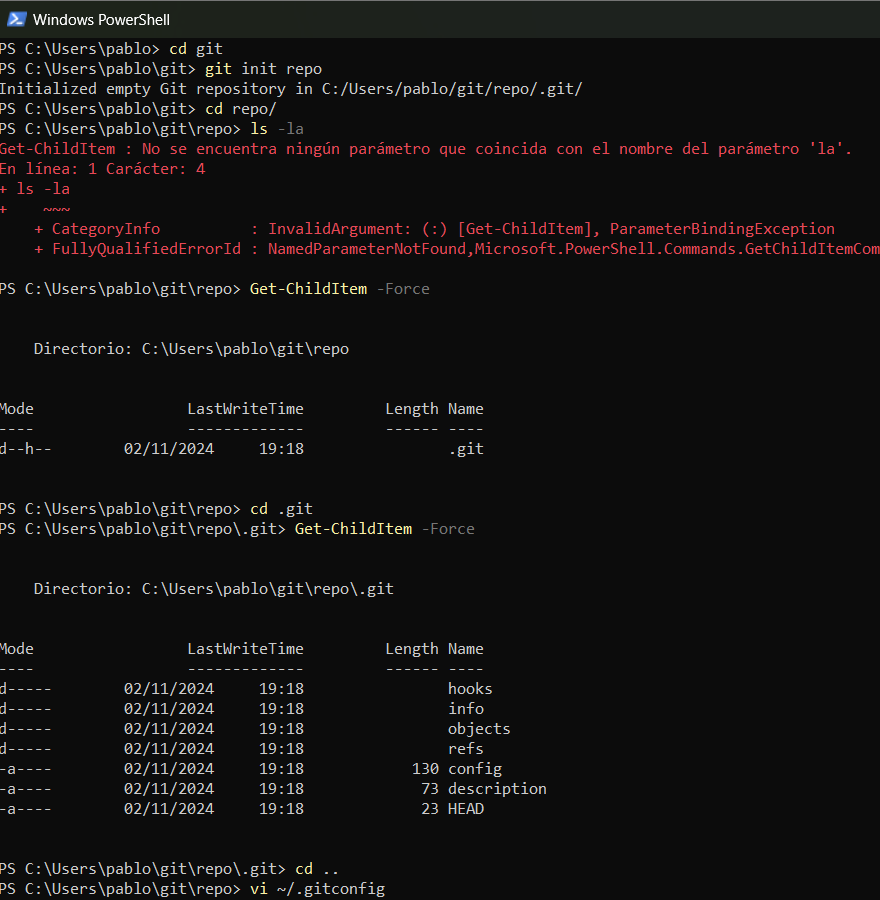 Windows PowerShell
PS C:\Users\pablo> cd git
PS C:\Users\pablo\git> git init repo
Initialized empty Git repository in C:/Users/pablo/git/repo/.git/
PS C:\Users\pablo\git> cd repo/
PS C:\Users\pablo\git\repo> ls -la
Get-ChildItem : No se encuentra ningún parámetro que coincida con el nombre del parámetro 'la'.
En línea: 1 Carácter: 4
+ ls -la
+    ~~~
    + CategoryInfo          : InvalidArgument: (:) [Get-ChildItem], ParameterBindingException
    + FullyQualifiedErrorId : NamedParameterNotFound,Microsoft.PowerShell.Commands.GetChildItemCom
PS C:\Users\pablo\git\repo> Get-ChildItem -Force
    Directorio: C:\Users\pablo\git\repo
Mode                 LastWriteTime         Length Name
----                 -------------         ------ ----
d--h--        02/11/2024     19:18                .git
PS C:\Users\pablo\git\repo> cd .git
PS C:\Users\pablo\git\repo\.git> Get-ChildItem -Force
    Directorio: C:\Users\pablo\git\repo\.git
Mode                 LastWriteTime         Length Name
----                 -------------         ------ ----
d-----        02/11/2024     19:18                hooks
d-----        02/11/2024     19:18                info
d-----        02/11/2024     19:18                objects
d-----        02/11/2024     19:18                refs
-a----        02/11/2024     19:18            130 config
-a----        02/11/2024     19:18             73 description
-a----        02/11/2024     19:18             23 HEAD
PS C:\Users\pablo\git\repo\.git> cd ..
PS C:\Users\pablo\git\repo> vi ~/.gitconfig